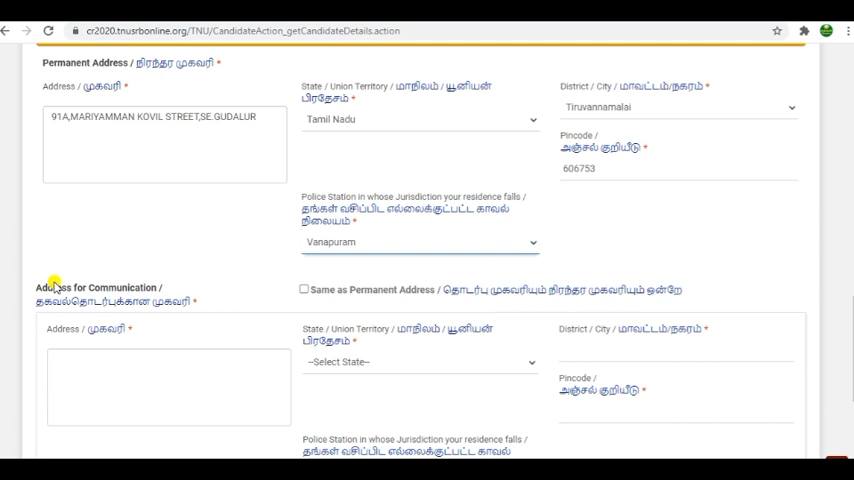 cr2020.tnusrbonline.org/TNU/CandidateAction_getCandidateDetails.action
Permanent Address / நிரந்தர முகவரி *
Address / முகவரி *
91A,MARIYAMMAN KOVIL STREET,SE.GUDALUR
State / Union Territory / மாநிலம் / யூனியன்
பிரதேசம் *
Tamil Nadu
District / City / மாவட்டம்/நகரம் *
Tiruvannamalai
Pincode /
அஞ்சல் குறியீடு *
606753
Police Station in whose Jurisdiction your residence falls /
தங்கள் வசிப்பிட எல்லைக்குட்பட்ட காவல்
நிலையம் *
Vanapuram
Address for Communication /
தகவல்தொடர்புக்கான முகவரி *
Same as Permanent Address / தொடர்பு முகவரியும் நிரந்தர முகவரியும் ஒன்றே
Address / முகவரி *
State / Union Territory / மாநிலம் / யூனியன்
பிரதேசம் *
--Select State--
District / City / மாவட்டம்/நகரம் *
Pincode /
அஞ்சல் குறியீடு *
Police Station in whose Jurisdiction your residence falls /
தங்கள் வசிப்பிட எல்லைக்குட்பட்ட காவல்